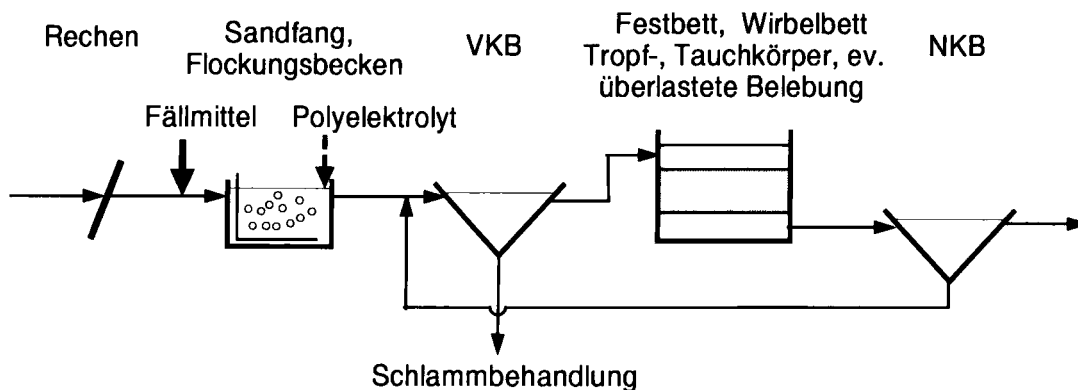 Rechen
Sandfang,
Flockungsbecken
VKB
Festbett, Wirbelbett
Tropf-, Tauchkörper, ev.
überlastete Belebung
NKB
Fällmittel
Polyelektrolyt
Schlammbehandlung